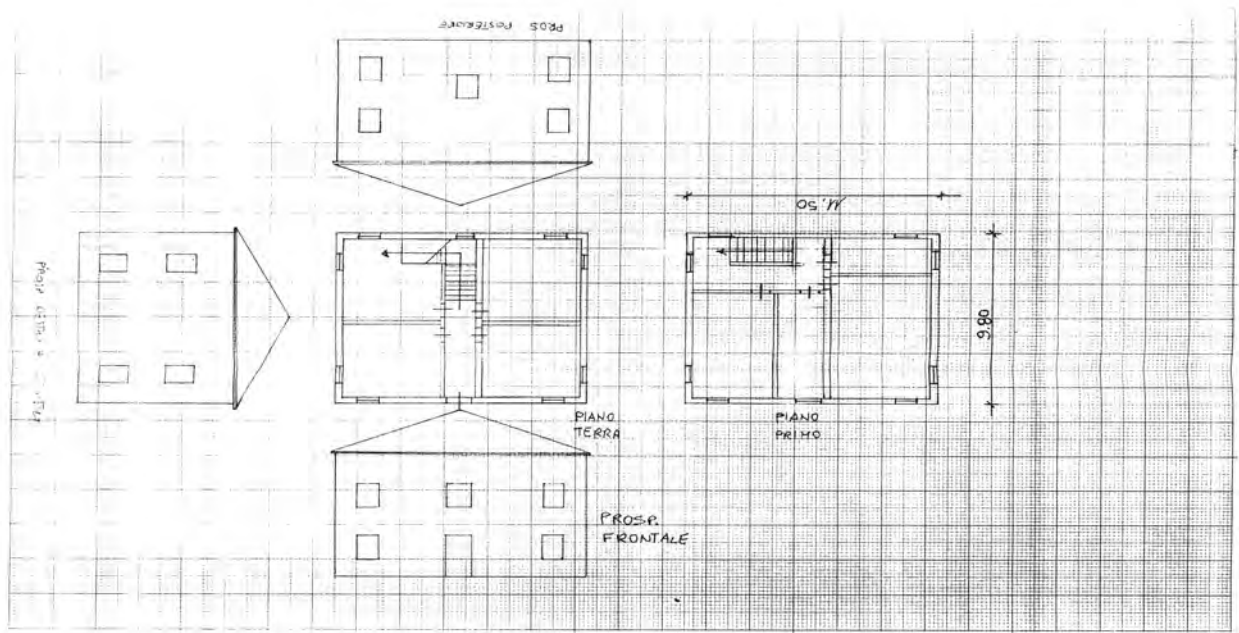 PROS POSTERIORE
11.50
9.80
PIANO
TERRA
PIANO
PRIMO
PROSP.
FRONTALE